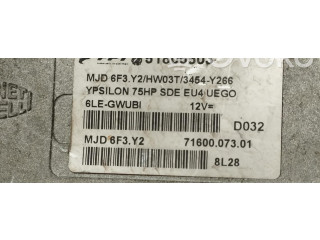 MJD 6F3.Y2/HW03T/3454-Y266
YPSILON 75HP SDE EU4 UEGO
6LE-GWUBI 12V=
D032
MJD 6F3.Y2 71600.073.01
8L28